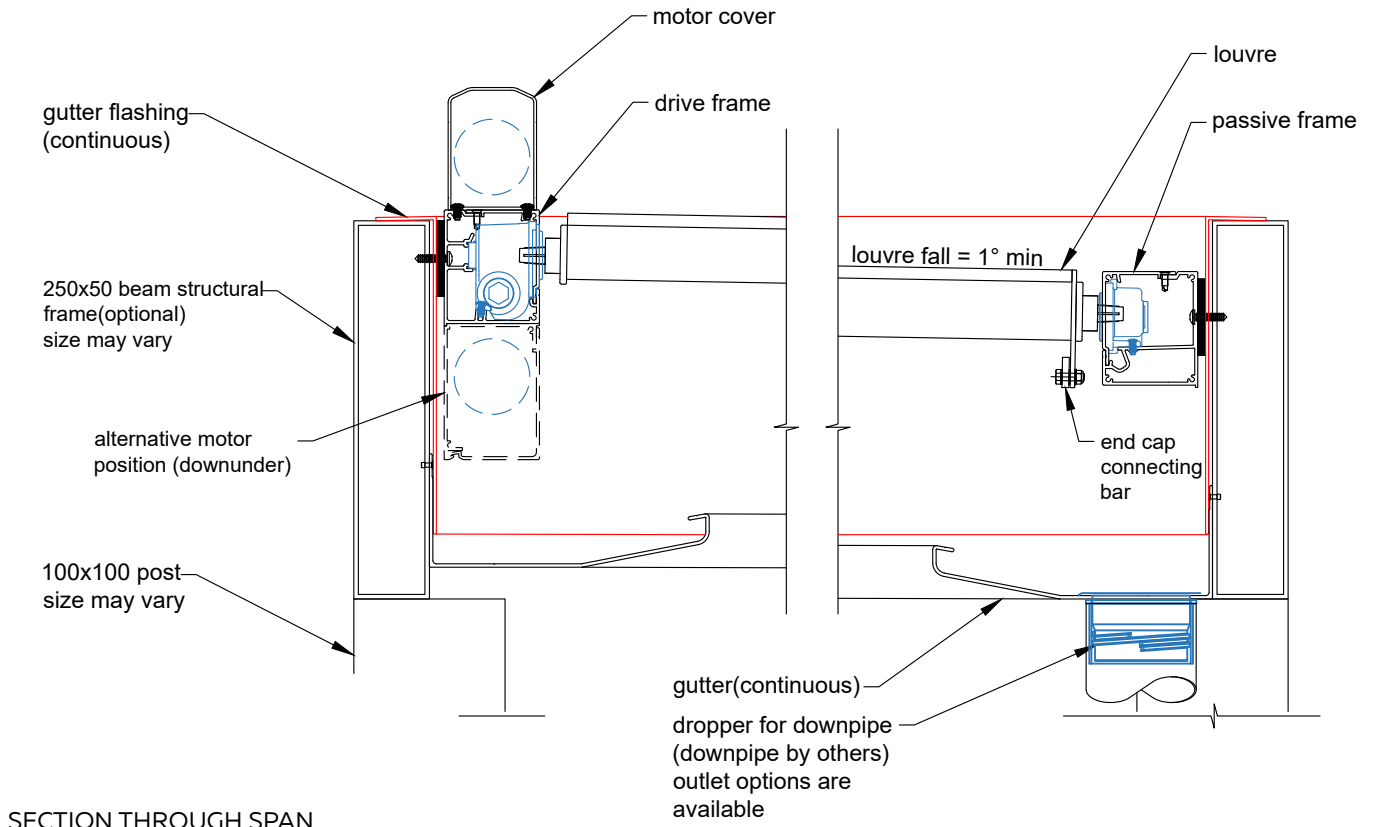 motor cover
louvre
gutter flashing
(continuous)
drive frame
passive frame
louvre fall = 1° min
250x50 beam structural
frame(optional)
size may vary
alternative motor
position (downunder)
end cap
connecting
bar
100x100 post
size may vary
gutter(continuous)
dropper for downpipe
(downpipe by others)
outlet options are
available
SECTION THROUGH SPAN